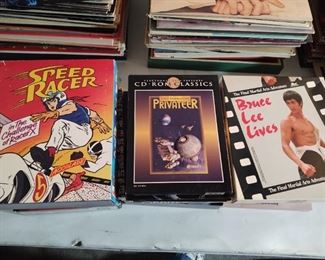 SPEED
RACER
in The Challenge
of Racer X
5
CD-ROM CLASSICS
PRIVATEER
The Final Martial Arts Adventure
Bruce
Lee
Lives
The Final Martial Arts Adventure